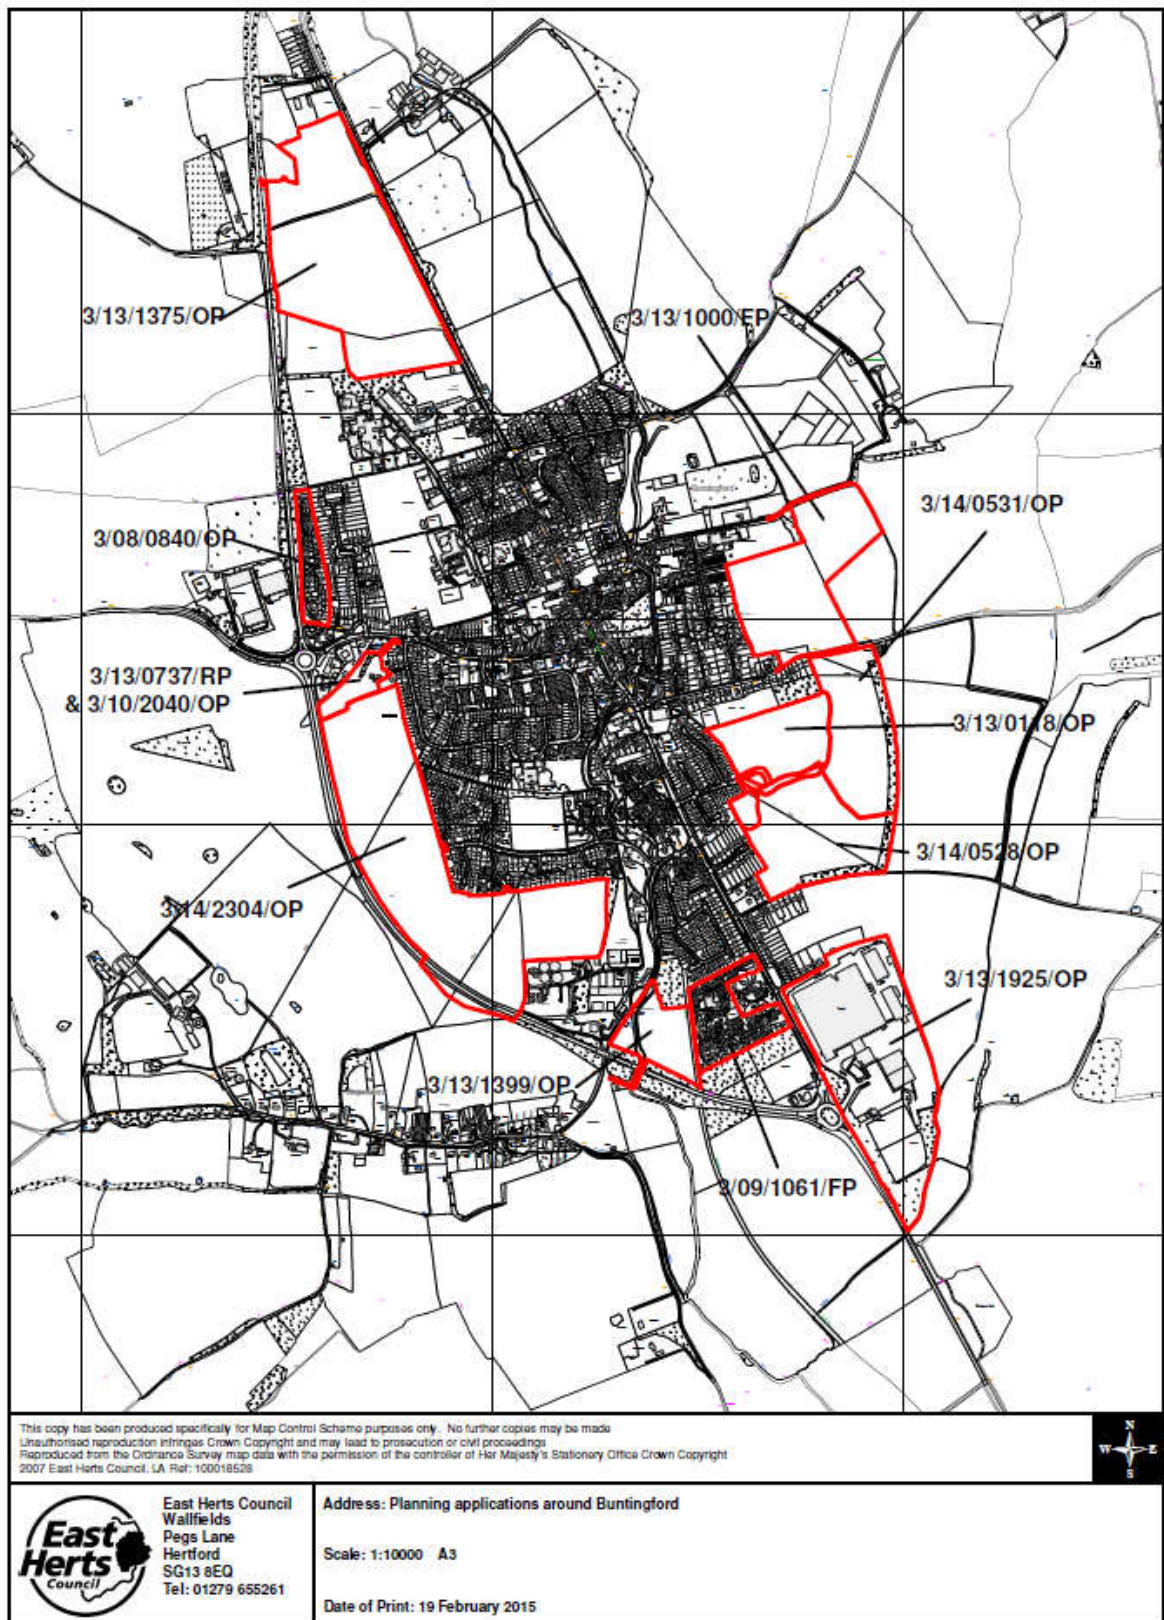 3/13/1375/OP
3/13/1000/FP
3/14/0531/OP
3/08/0840/OP
3/13/0737/RP
& 3/10/2040/OP
3/13/0118/OP
3/14/0528/OP
3/14/2304/OP
3/13/1925/OP
3/13/1399/OP
3/09/1061/FP
This copy has been produced specifically for Map Control Scheme purposes only. No further copies may be made
Unauthorised reproduction infringes Crown Copyright and may lead to prosecution or civil proceedings
Reproduced from the Ordnance Survey map data with the permission of the controller of Her Majesty's Stationery Office Crown Copyright
2007 East Herts Council. LA Ref: 100018528
N
W E
S
East
Herts
Council
East Herts Council
Wallfields
Pegs Lane
Hertford
SG13 8EQ
Tel: 01279 655261
Address: Planning applications around Buntingford
Scale: 1:10000 A3
Date of Print: 19 February 2015